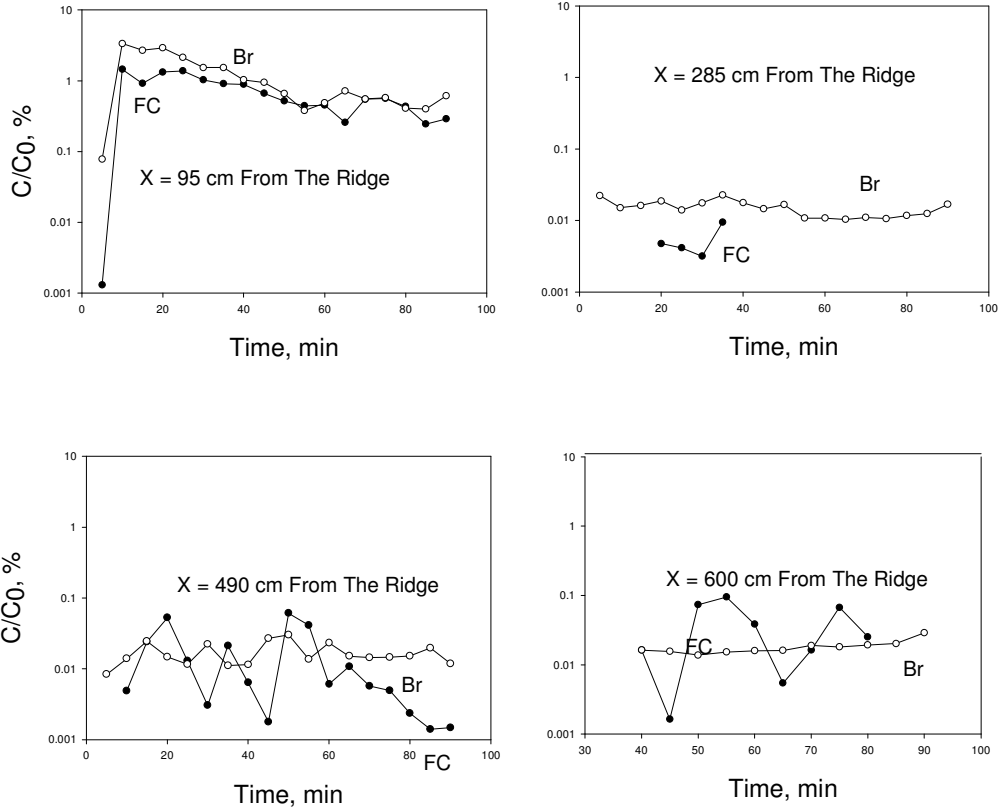 10
1
0.1
0.01
0.001
C/C0, %
Br
FC
X = 95 cm From The Ridge
0 20 40 60 80 100
Time, min
10
1
0.1
0.01
0.001
X = 285 cm From The Ridge
Br
FC
0 20 40 60 80 100
Time, min
10
1
0.1
0.01
0.001
C/C0, %
X = 490 cm From The Ridge
Br
FC
0 20 40 60 80 100
Time, min
10
1
0.1
0.01
0.001
X = 600 cm From The Ridge
FC
Br
30 40 50 60 70 80 90 100
Time, min